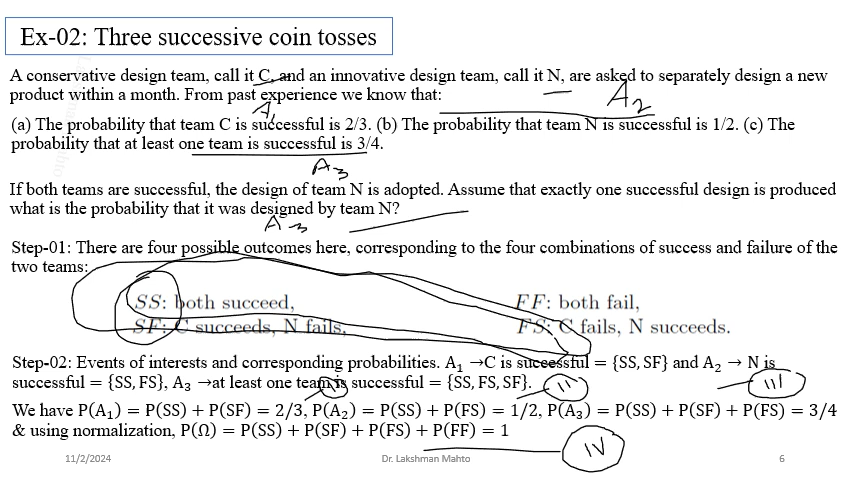 Ex-02: Three successive coin tosses
A conservative design team, call it C, and an innovative design team, call it N, are asked to separately design a new
product within a month. From past experience we know that:
A₂
A₁
(a) The probability that team C is successful is 2/3. (b) The probability that team N is successful is 1/2. (c) The
probability that at least one team is successful is 3/4.
A₃
If both teams are successful, the design of team N is adopted. Assume that exactly one successful design is produced
what is the probability that it was designed by team N?
A₃
Step-01: There are four possible outcomes here, corresponding to the four combinations of success and failure of the
two teams:
SS: both succeed, FF: both fail,
SF: C succeeds, N fails, FS: C fails, N succeeds.
Step-02: Events of interests and corresponding probabilities. A₁ →C is successful = {SS, SF} and A₂ → N is
successful = {SS, FS}, A₃ →at least one team is successful = {SS, FS, SF}. II III
We have P(A₁) = P(SS) + P(SF) = 2/3, P(A₂) = P(SS) + P(FS) = 1/2, P(A₃) = P(SS) + P(SF) + P(FS) = 3/4
& using normalization, P(Ω) = P(SS) + P(SF) + P(FS) + P(FF) = 1
IV
11/2/2024 Dr. Lakshman Mahto 6